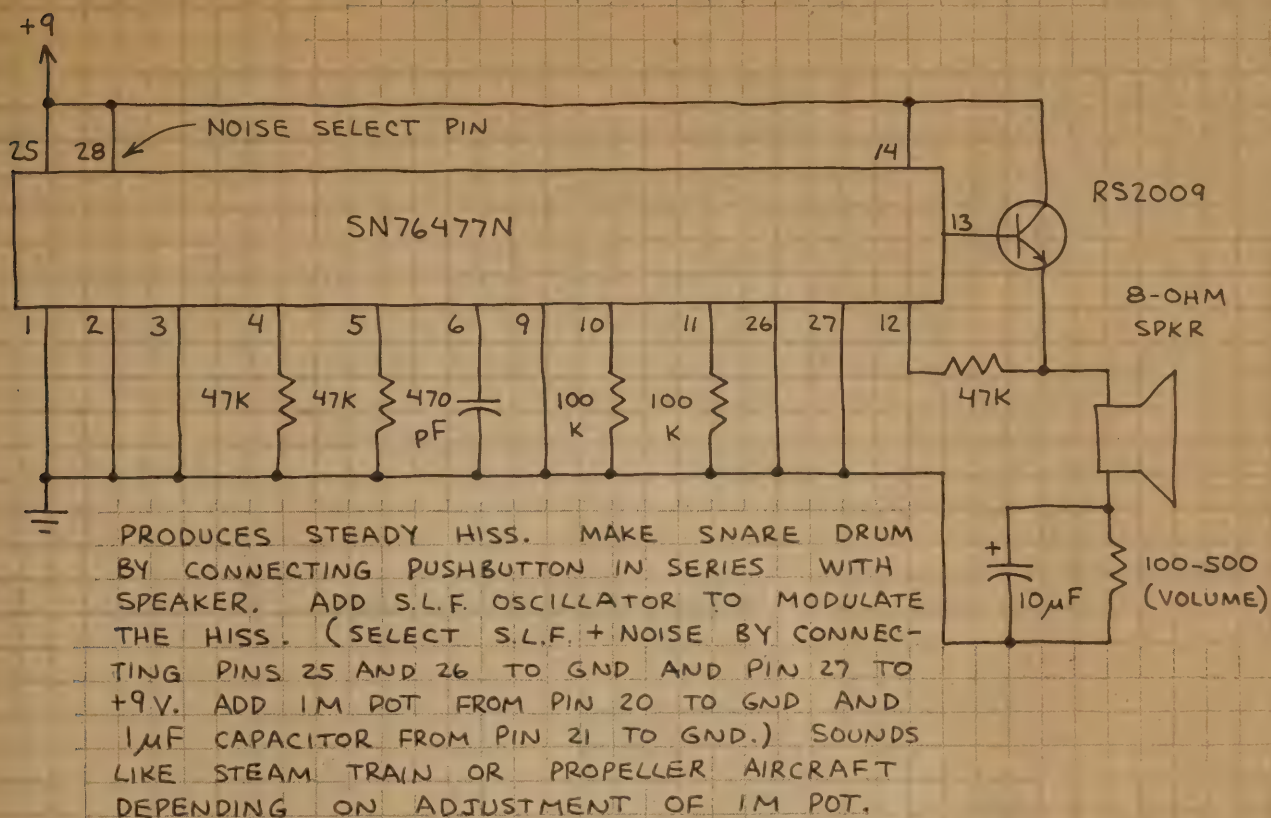 +9
NOISE SELECT PIN
25 28 14
SN76477N
13
RS2009
8-OHM
SPKR
1 2 3 4 5 6 9 10 11 26 27 12
47K 47K 470 pF 100 K 100 K 47K
+
10µF
100-500
(VOLUME)
PRODUCES STEADY HISS. MAKE SNARE DRUM
BY CONNECTING PUSHBUTTON IN SERIES WITH
SPEAKER. ADD S.L.F. OSCILLATOR TO MODULATE
THE HISS. (SELECT S.L.F. + NOISE BY CONNEC-
TING PINS 25 AND 26 TO GND AND PIN 27 TO
+9V. ADD 1M POT FROM PIN 20 TO GND AND
1µF CAPACITOR FROM PIN 21 TO GND.) SOUNDS
LIKE STEAM TRAIN OR PROPELLER AIRCRAFT
DEPENDING ON ADJUSTMENT OF 1M POT.